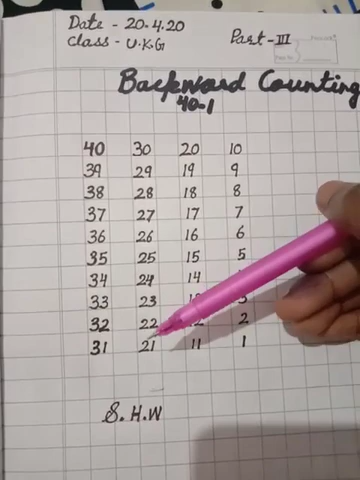 Date - 20.4.20
Class - U.K.G
Part - III
Backward Counting
40-1
40 30 20 10
39 29 19 9
38 28 18 8
37 27 17 7
36 26 16 6
35 25 15 5
34 24 14
33 23 3
32 22 2
31 21 11 1
S.H.W